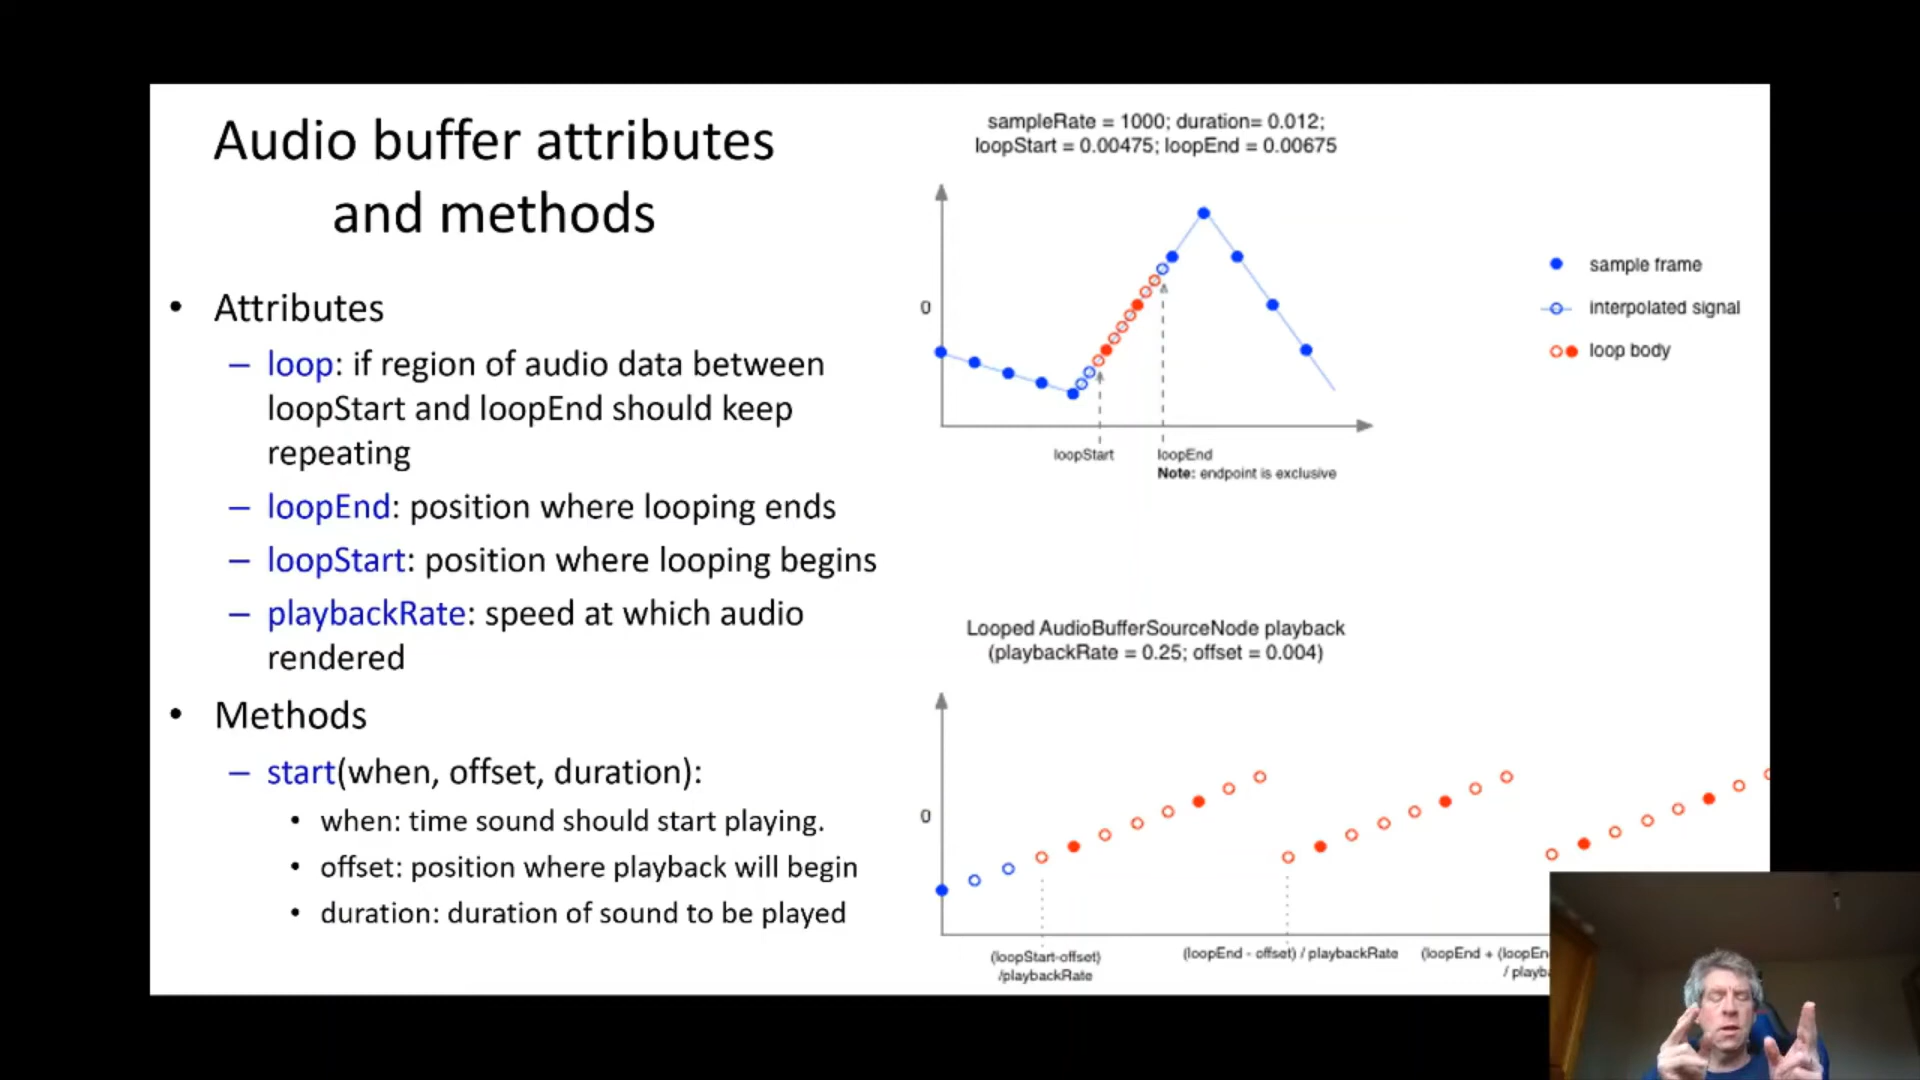 Audio buffer attributes
and methods
• Attributes
– loop: if region of audio data between
loopStart and loopEnd should keep
repeating
– loopEnd: position where looping ends
– loopStart: position where looping begins
– playbackRate: speed at which audio
rendered
• Methods
– start(when, offset, duration):
• when: time sound should start playing.
• offset: position where playback will begin
• duration: duration of sound to be played
sampleRate = 1000; duration= 0.012;
loopStart = 0.00475; loopEnd = 0.00675
0
sample frame
interpolated signal
loop body
loopStart
loopEnd
Note: endpoint is exclusive
Looped AudioBufferSourceNode playback
(playbackRate = 0.25; offset = 0.004)
0
(loopStart-offset)
/playbackRate
(loopEnd - offset) / playbackRate
(loopEnd + (loopEn
/ playb